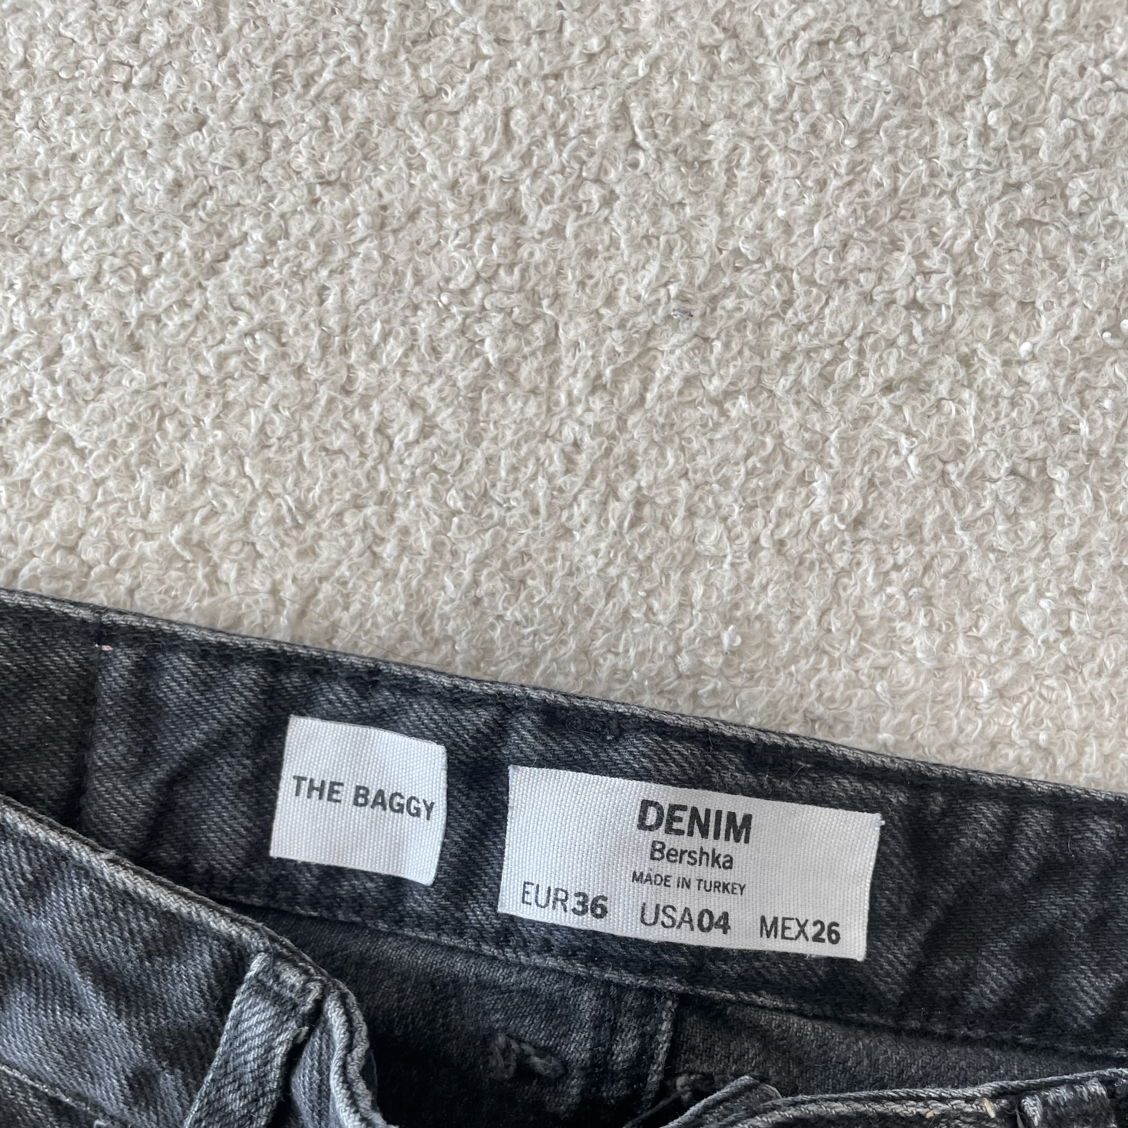 THE BAGGY
DENIM
Bershka
MADE IN TURKEY
EUR36 USA04 MEX26